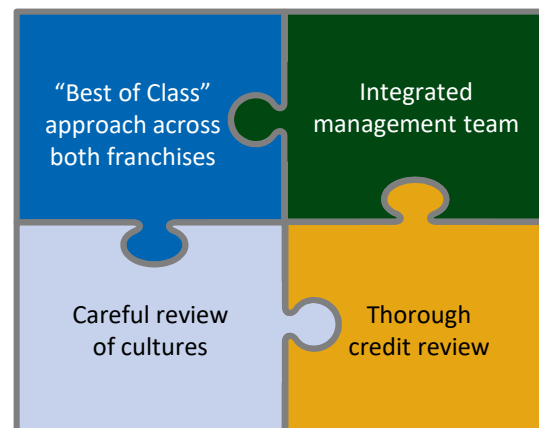 “Best of Class”
approach across
both franchises
Integrated
management team
Careful review
of cultures
Thorough
credit review